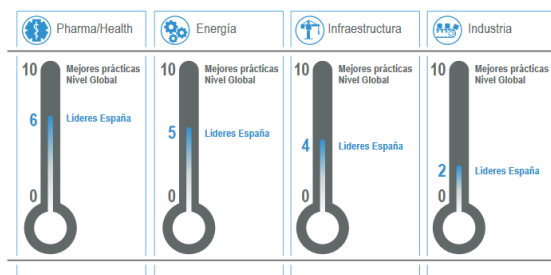 Pharma/Health
Energía
Infraestructura
Industria
10 Mejores prácticas
Nivel Global
6 Lideres España
0
10 Mejores prácticas
Nivel Global
5 Lideres España
0
10 Mejores prácticas
Nivel Global
4 Lideres España
0
10 Mejores prácticas
Nivel Global
2 Lideres España
0